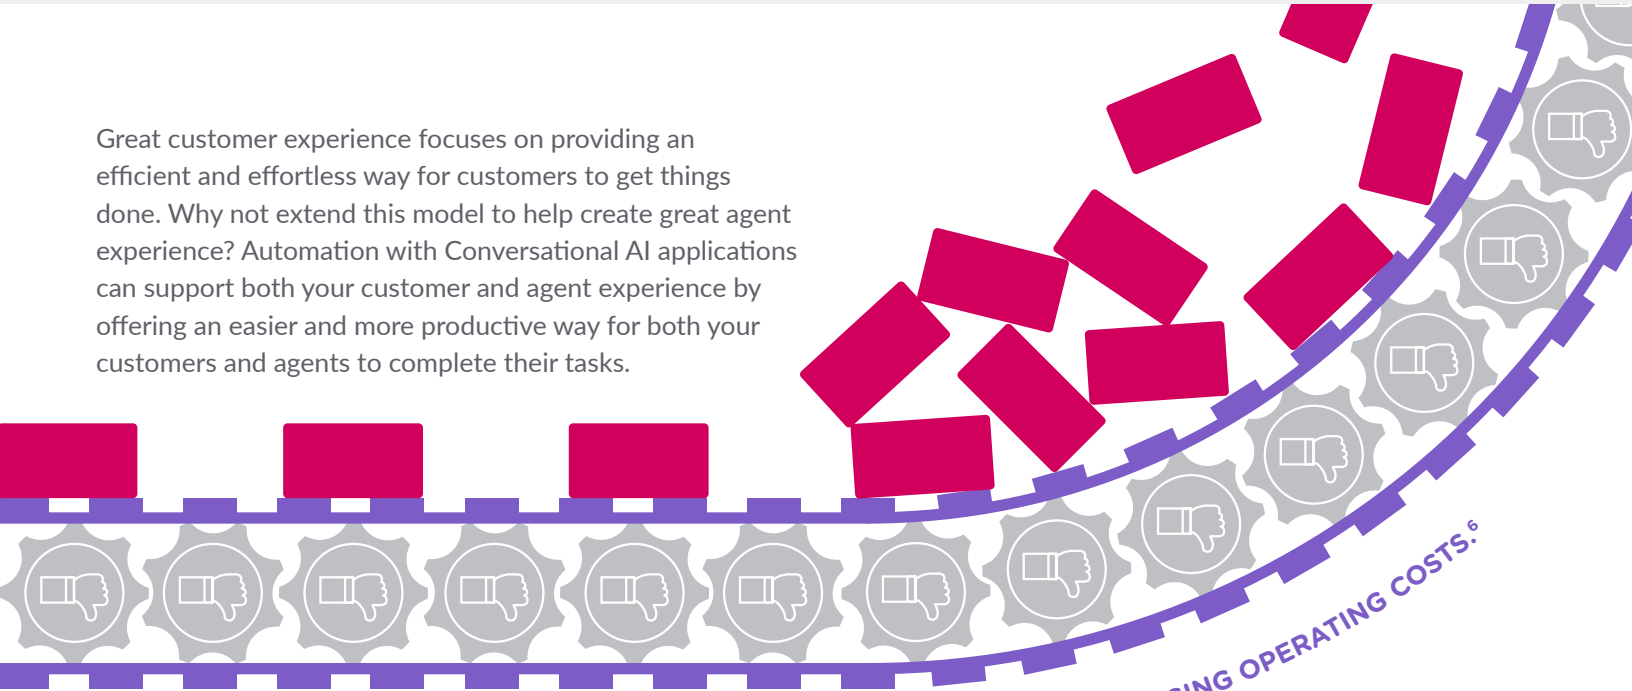 Great customer experience focuses on providing an
efficient and effortless way for customers to get things
done. Why not extend this model to help create great agent
experience? Automation with Conversational AI applications
can support both your customer and agent experience by
offering an easier and more productive way for both your
customers and agents to complete their tasks.
OPERATING COSTS.⁶